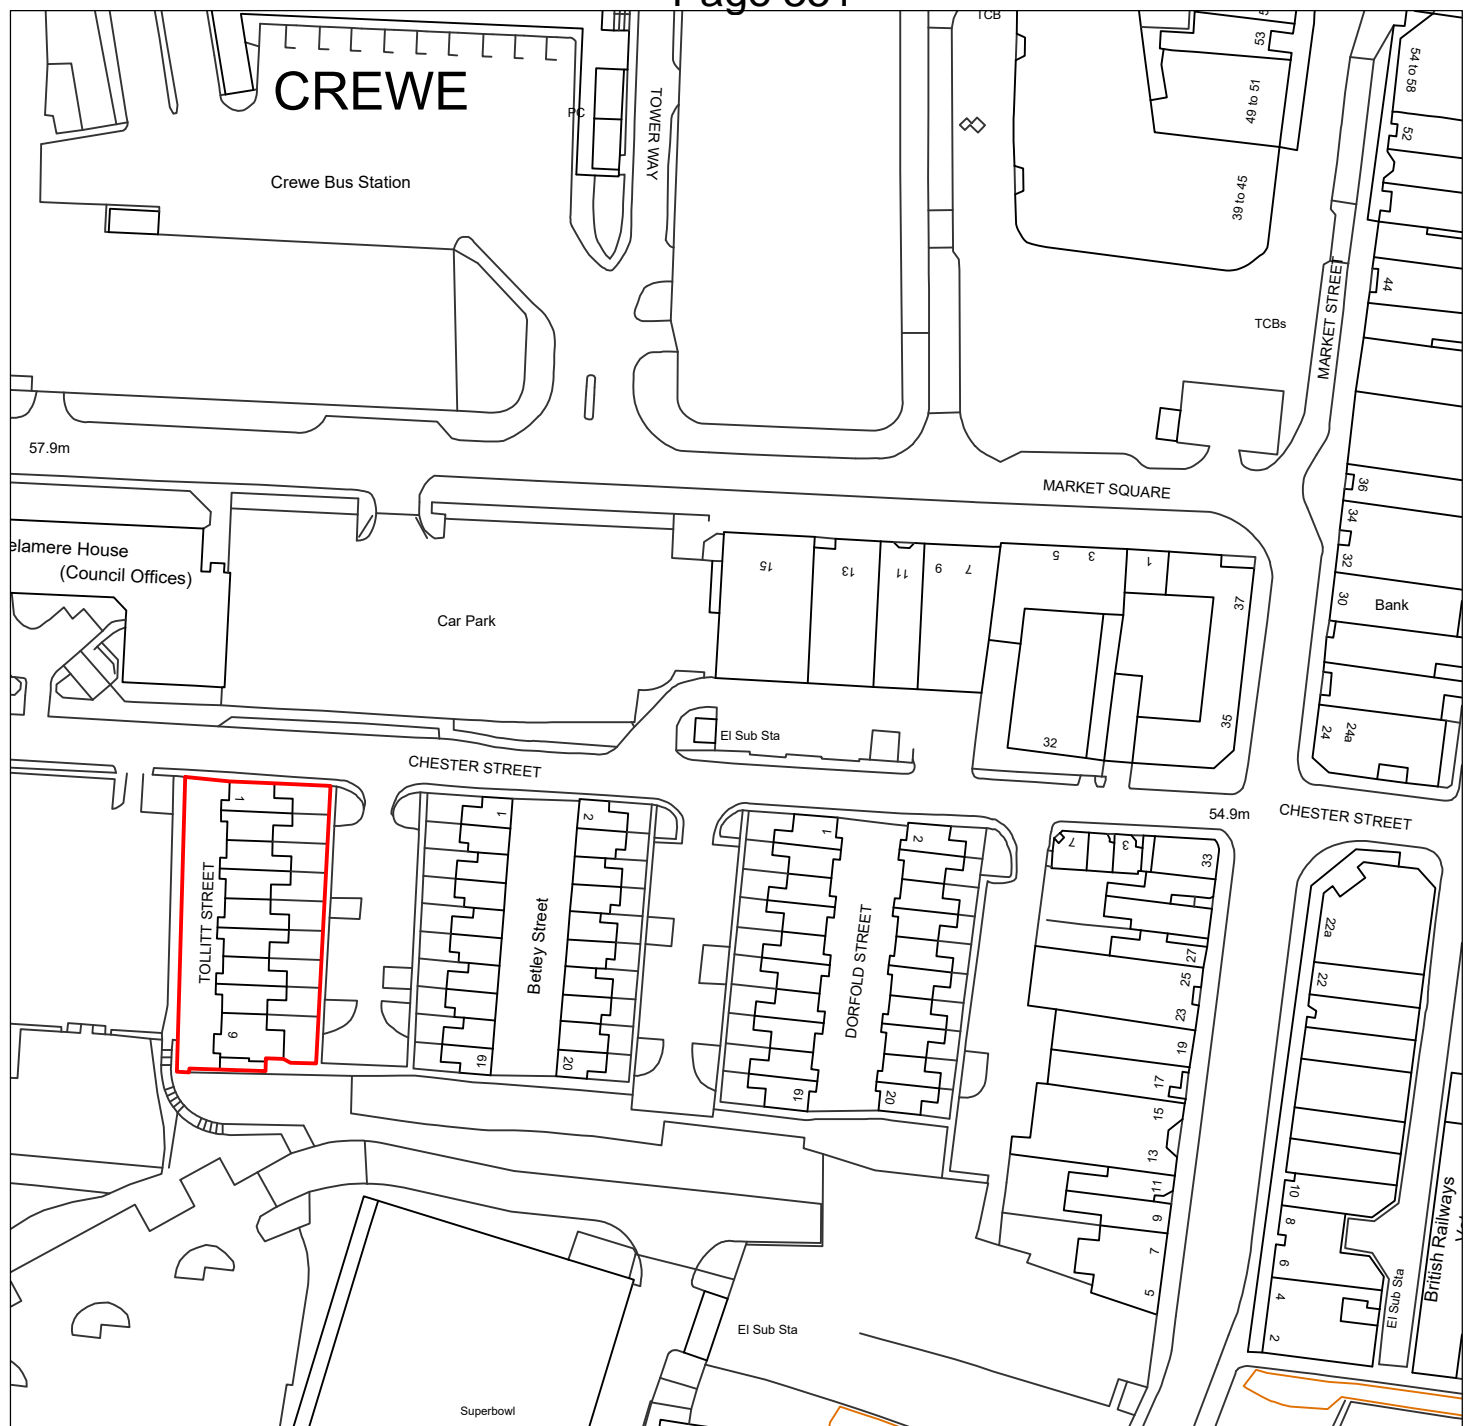 CREWE
Crewe Bus Station
PC
TOWER WAY
TCB
53
49 to 51
39 to 45
54 to 58
52
44
MARKET STREET
TCBs
57.9m
MARKET SQUARE
36
34
32
30
Bank
elamere House
(Council Offices)
Car Park
15
13
11
9
7
5
3
1
37
35
32
24
24a
El Sub Sta
CHESTER STREET
54.9m
CHESTER STREET
1
TOLLITT STREET
9
1
2
Betley Street
19
20
1
2
DORFOLD STREET
19
20
7
3
33
27
25
23
19
17
15
13
11
9
7
5
22a
22
10
8
6
4
2
El Sub Sta
British Railways
El Sub Sta
Superbowl